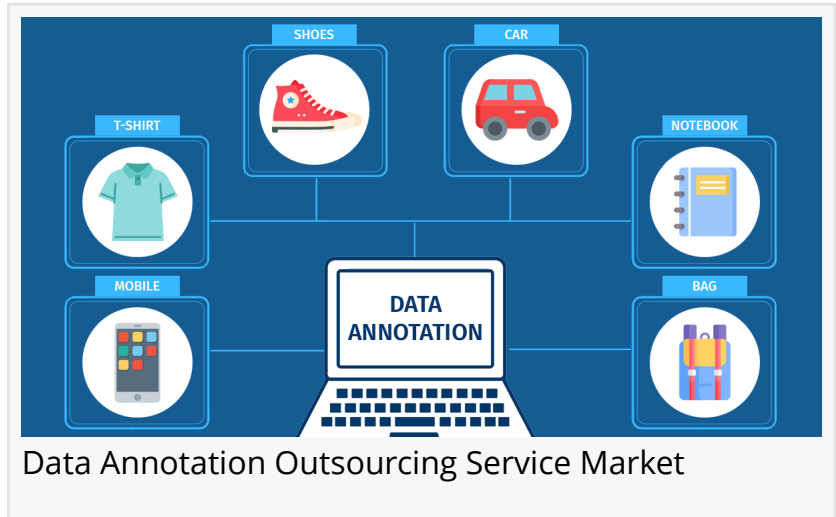 SHOES
CAR
T-SHIRT
NOTEBOOK
MOBILE
DATA
ANNOTATION
BAG
Data Annotation Outsourcing Service Market